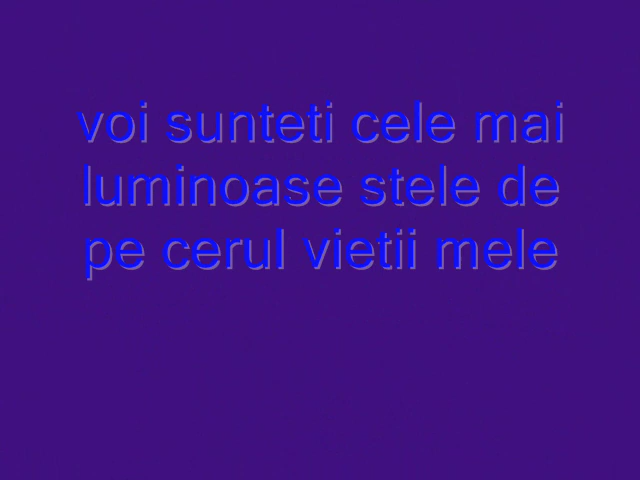 voi sunteti cele mai
luminoase stele de
pe cerul vietii mele